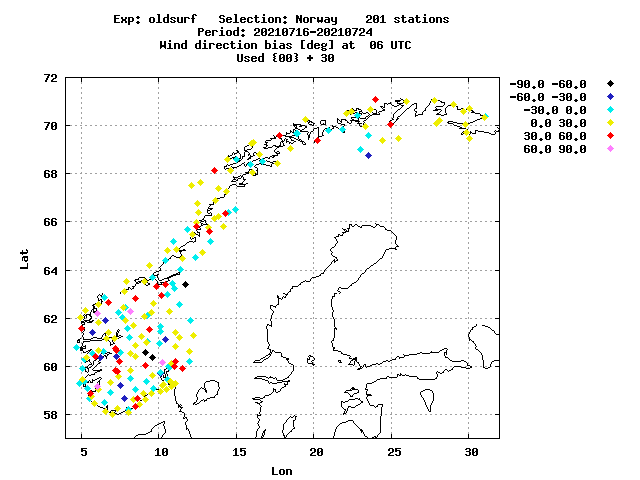 Exp: oldsurf   Selection: Norway    201 stations
Period: 20210716-20210724
Wind direction bias [deg] at  06 UTC
Used {00} + 30
-90.0 -60.0
-60.0 -30.0
-30.0 0.0
0.0 30.0
30.0 60.0
60.0 90.0
72
70
68
66
64
62
60
58
Lat
5 10 15 20 25 30
Lon